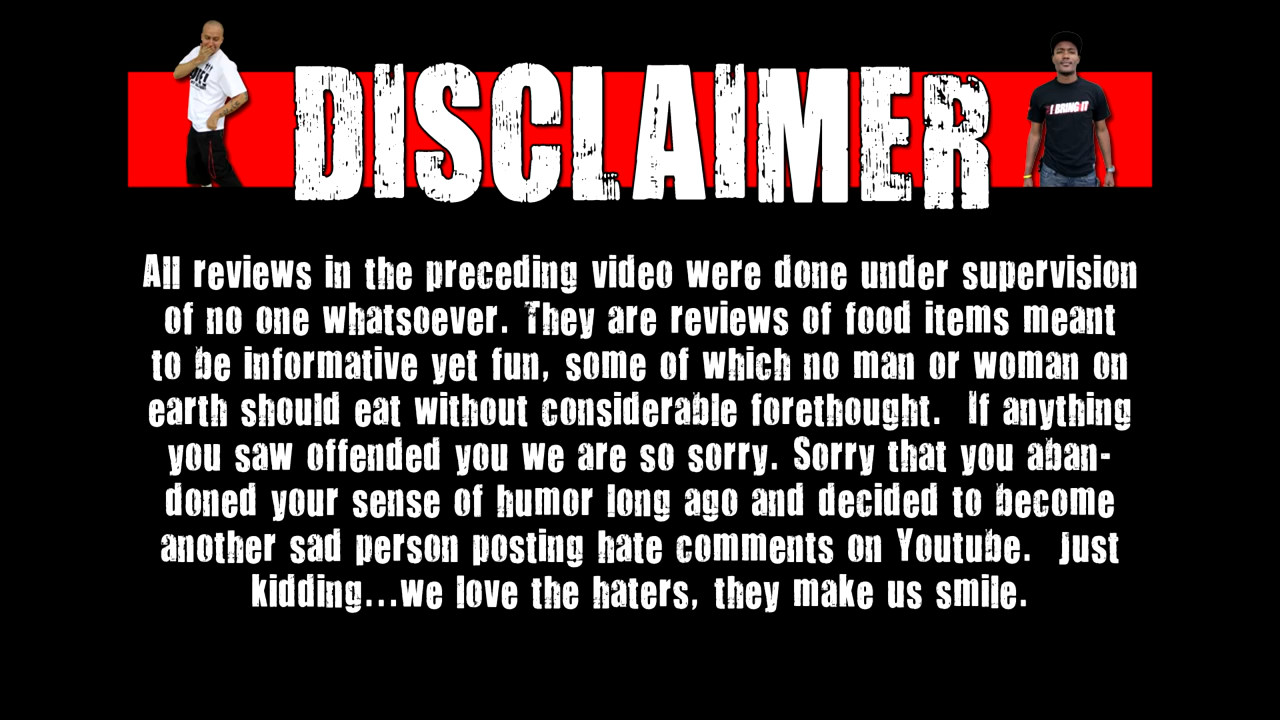 DISCLAIMER
I BRING IT
All reviews in the preceding video were done under supervision
of no one whatsoever. They are reviews of food items meant
to be informative yet fun, some of which no man or woman on
earth should eat without considerable forethought. If anything
you saw offended you we are so sorry. Sorry that you aban-
doned your sense of humor long ago and decided to become
another sad person posting hate comments on Youtube. Just
kidding...we love the haters, they make us smile.